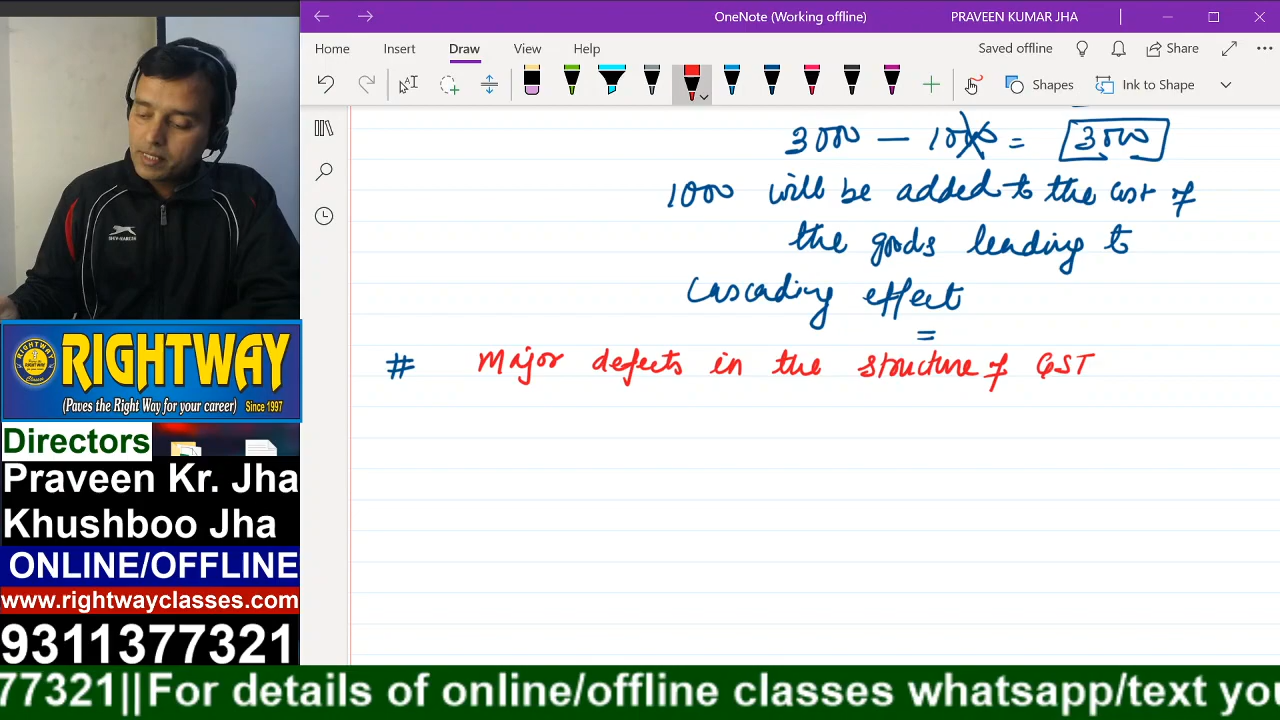 OneNote (Working offline)
PRAVEEN KUMAR JHA
Home Insert Draw View Help
Saved offline
Share
Shapes
Ink to Shape
3000 — 1000 = 3000
1000 will be added to the cost of
the goods leading to
Cascading effect
=
# Major defects in the structure of GST
SHIV-NARESH
RIGHTWAY
(Paves the Right Way for your career) Since 1997
Directors
Praveen Kr. Jha
Khushboo Jha
ONLINE/OFFLINE
www.rightwayclasses.com
9311377321
77321||For details of online/offline classes whatsapp/text you